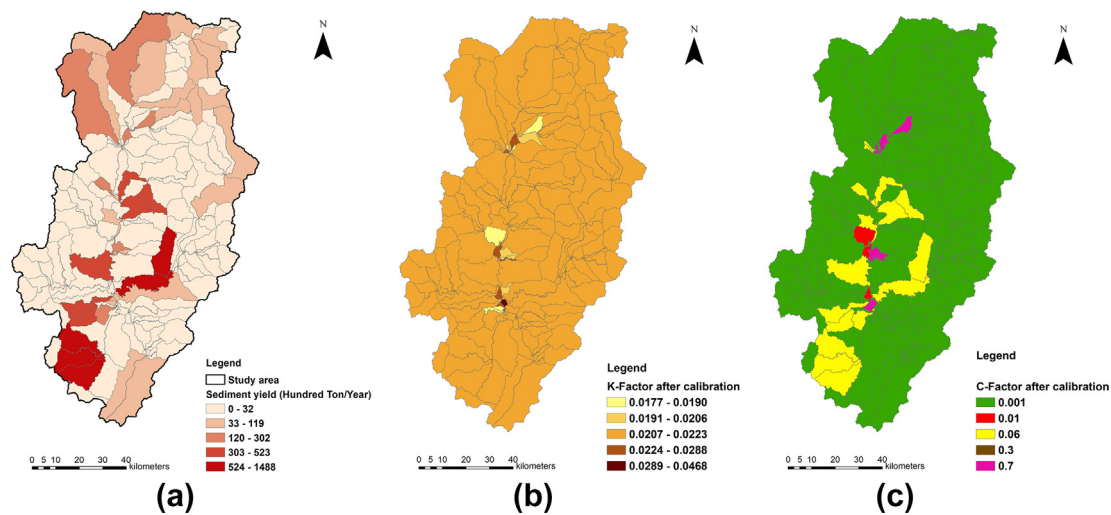 N
Legend
Study area
Sediment yield (Hundred Ton/Year)
0 - 32
33 - 119
120 - 302
303 - 523
524 - 1488
0 5 10 20 30 40
kilometers
(a)
N
Legend
K-Factor after calibration
0.0177 - 0.0190
0.0191 - 0.0206
0.0207 - 0.0223
0.0224 - 0.0288
0.0289 - 0.0468
0 5 10 20 30 40
kilometers
(b)
N
Legend
C-Factor after calibration
0.001
0.01
0.06
0.3
0.7
0 5 10 20 30 40
kilometers
(c)